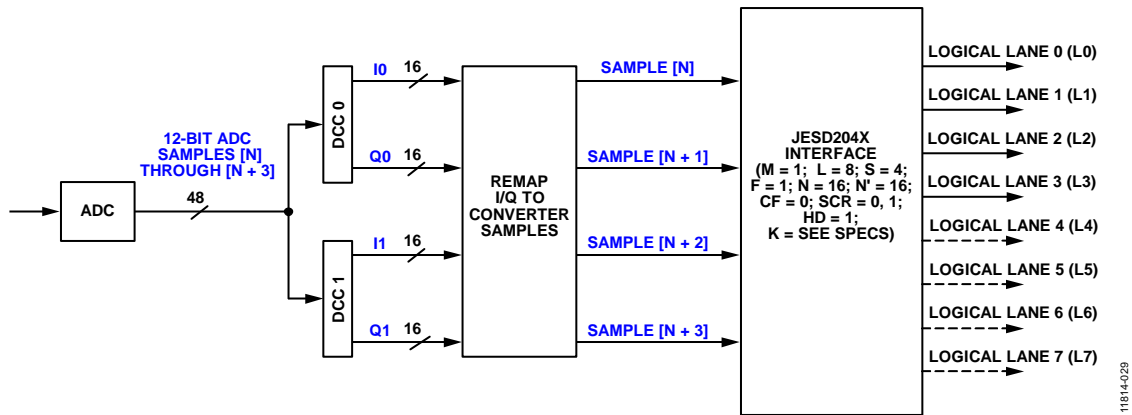 ADC
12-BIT ADC
SAMPLES [N]
THROUGH [N + 3]
48
DCC 0
I0
16
Q0
16
DCC 1
I1
16
Q1
16
REMAP
I/Q TO
CONVERTER
SAMPLES
SAMPLE [N]
SAMPLE [N + 1]
SAMPLE [N + 2]
SAMPLE [N + 3]
JESD204X
INTERFACE
(M = 1; L = 8; S = 4;
F = 1; N = 16; N' = 16;
CF = 0; SCR = 0, 1;
HD = 1;
K = SEE SPECS)
LOGICAL LANE 0 (L0)
LOGICAL LANE 1 (L1)
LOGICAL LANE 2 (L2)
LOGICAL LANE 3 (L3)
LOGICAL LANE 4 (L4)
LOGICAL LANE 5 (L5)
LOGICAL LANE 6 (L6)
LOGICAL LANE 7 (L7)
11814-029